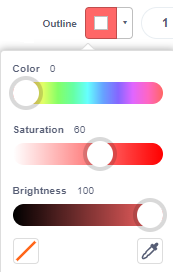 Outline 1
Color 0
Saturation 60
Brightness 100